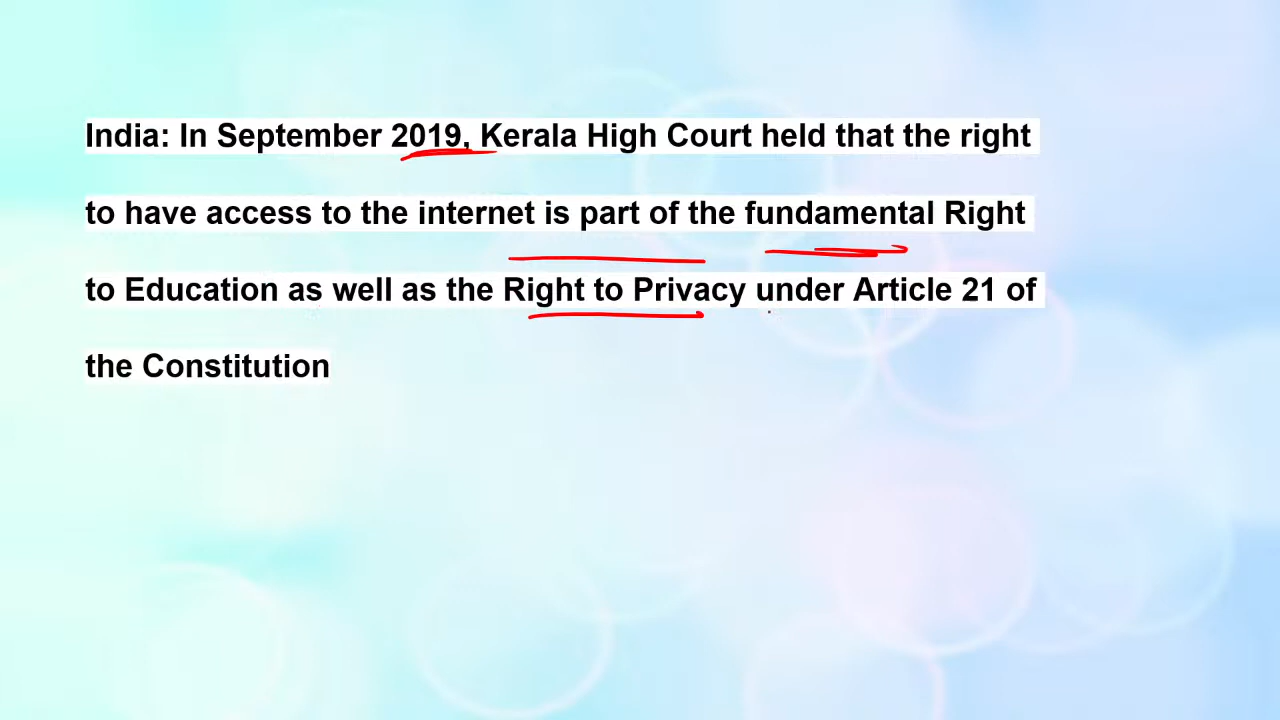 India: In September 2019, Kerala High Court held that the right
to have access to the internet is part of the fundamental Right
to Education as well as the Right to Privacy under Article 21 of
the Constitution